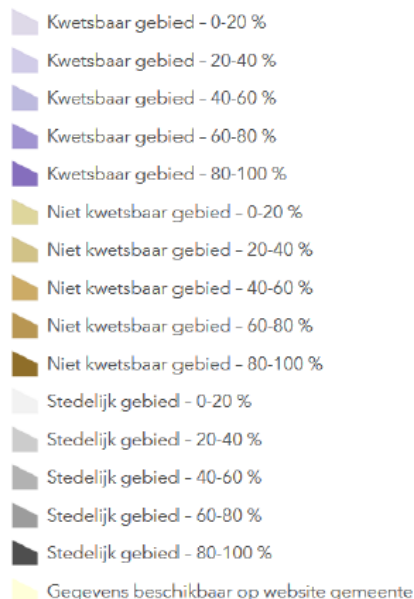 Kwetsbaar gebied - 0-20 %
Kwetsbaar gebied - 20-40 %
Kwetsbaar gebied - 40-60 %
Kwetsbaar gebied - 60-80 %
Kwetsbaar gebied - 80-100 %
Niet kwetsbaar gebied - 0-20 %
Niet kwetsbaar gebied - 20-40 %
Niet kwetsbaar gebied - 40-60 %
Niet kwetsbaar gebied - 60-80 %
Niet kwetsbaar gebied - 80-100 %
Stedelijk gebied - 0-20 %
Stedelijk gebied - 20-40 %
Stedelijk gebied - 40-60 %
Stedelijk gebied - 60-80 %
Stedelijk gebied - 80-100 %
Gegevens beschikbaar op website gemeente